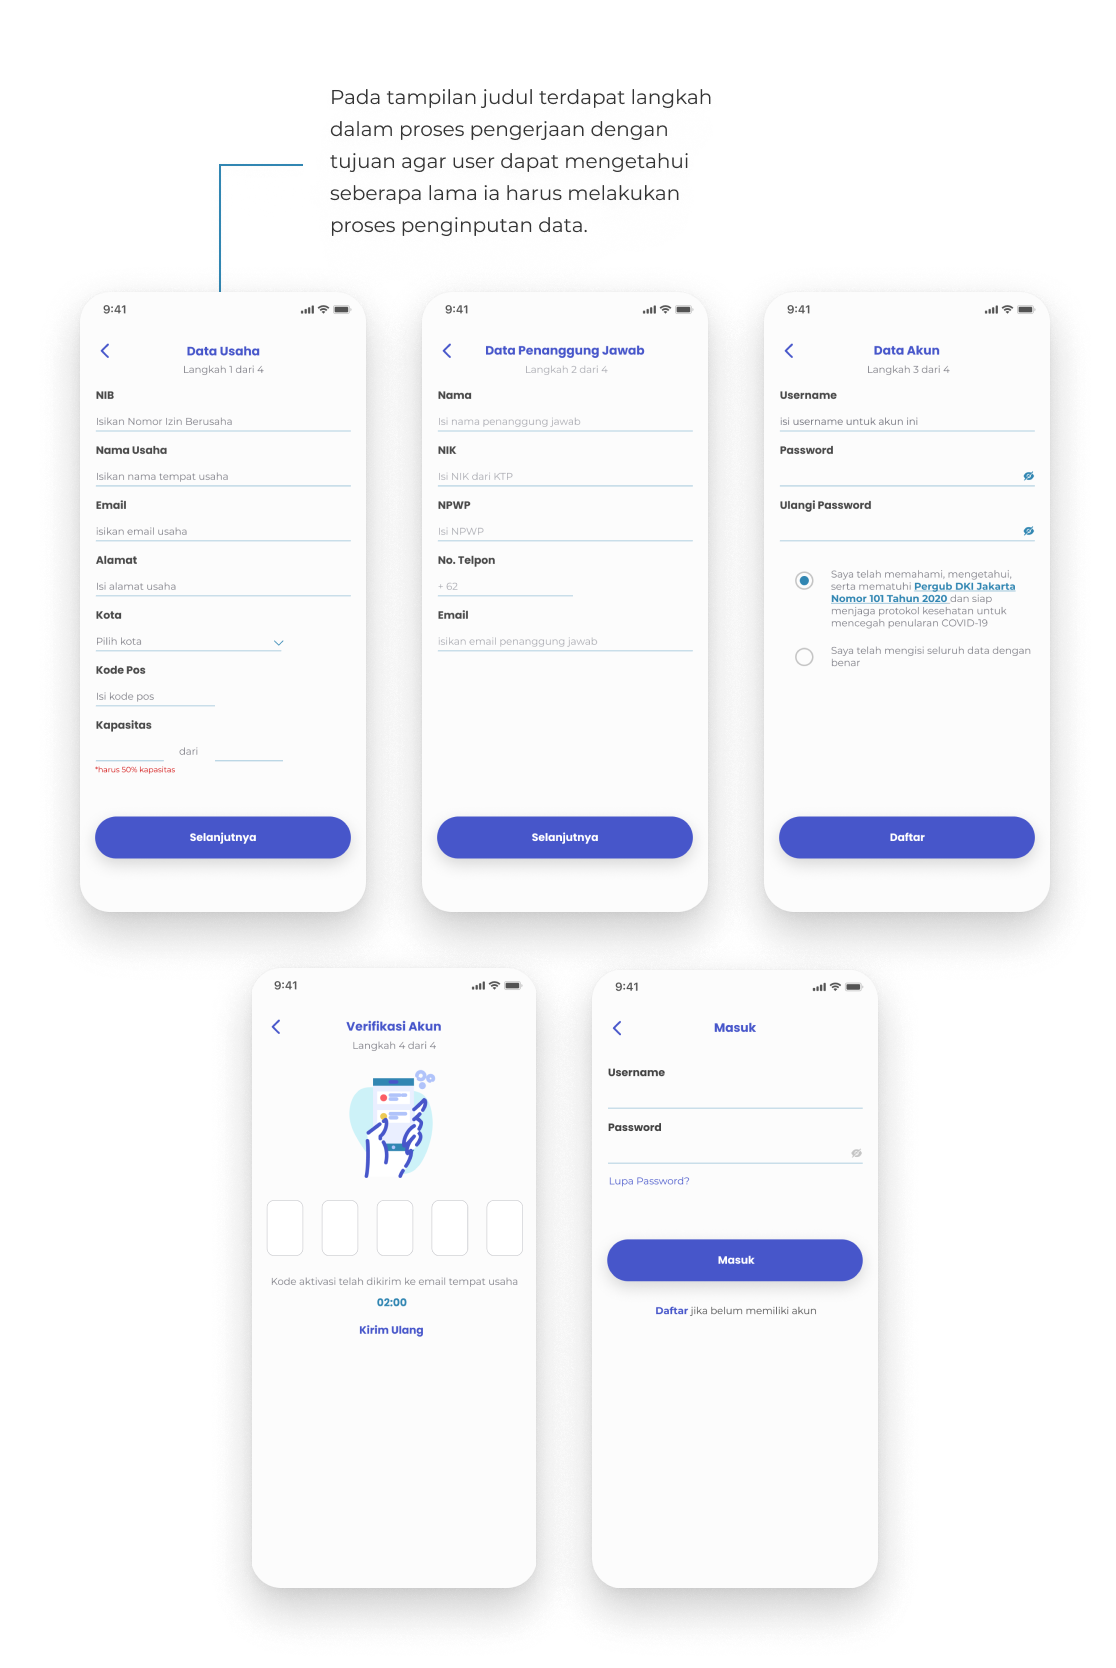 Pada tampilan judul terdapat langkah
dalam proses pengerjaan dengan
tujuan agar user dapat mengetahui
seberapa lama ia harus melakukan
proses penginputan data.
9:41
Data Usaha
Langkah 1 dari 4
NIB
Isikan Nomor Izin Berusaha
Nama Usaha
Isikan nama tempat usaha
Email
isikan email usaha
Alamat
Isi alamat usaha
Kota
Pilih kota
Kode Pos
Isi kode pos
Kapasitas
dari
*harus 50% kapasitas
Selanjutnya
9:41
Data Penanggung Jawab
Langkah 2 dari 4
Nama
Isi nama penanggung jawab
NIK
Isi NIK dari KTP
NPWP
Isi NPWP
No. Telpon
+ 62
Email
isikan email penanggung jawab
Selanjutnya
9:41
Data Akun
Langkah 3 dari 4
Username
isi username untuk akun ini
Password
Ulangi Password
Saya telah memahami, mengetahui,
serta mematuhi Pergub DKI Jakarta
Nomor 101 Tahun 2020 dan siap
menjaga protokol kesehatan untuk
mencegah penularan COVID-19
Saya telah mengisi seluruh data dengan
benar
Daftar
9:41
Verifikasi Akun
Langkah 4 dari 4
Kode aktivasi telah dikirim ke email tempat usaha
02:00
Kirim Ulang
9:41
Masuk
Username
Password
Lupa Password?
Masuk
Daftar jika belum memiliki akun